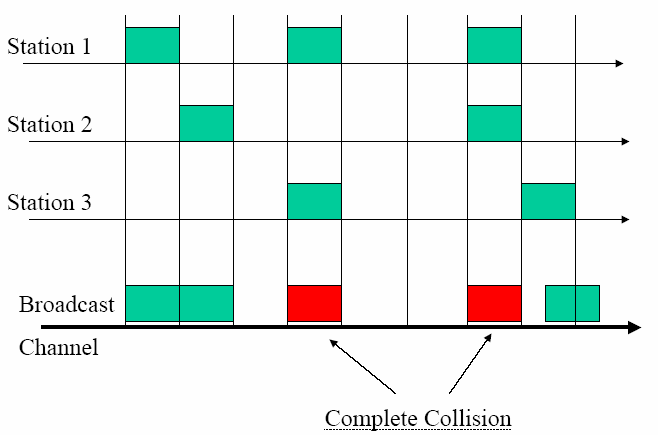 Station 1
Station 2
Station 3
Broadcast
Channel
Complete Collision